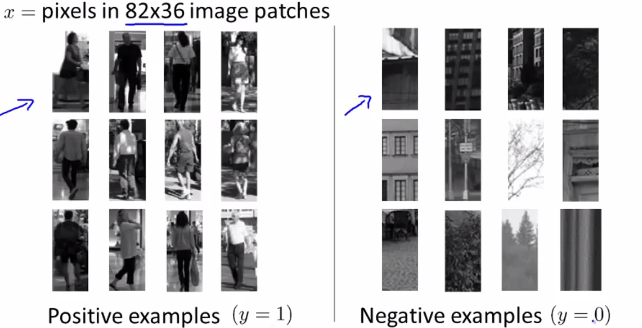 x = pixels in 82x36 image patches
Positive examples (y = 1)
Negative examples (y = 0)